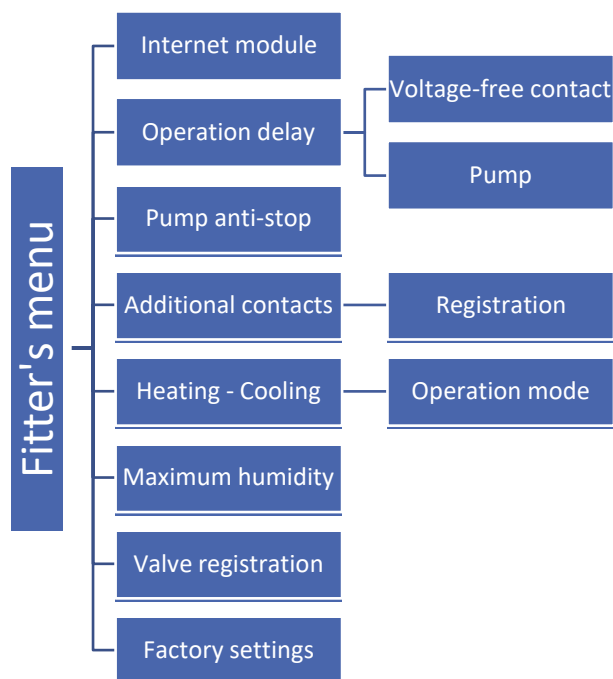 Fitter's menu
Internet module
Operation delay
Voltage-free contact
Pump
Pump anti-stop
Additional contacts
Registration
Heating - Cooling
Operation mode
Maximum humidity
Valve registration
Factory settings